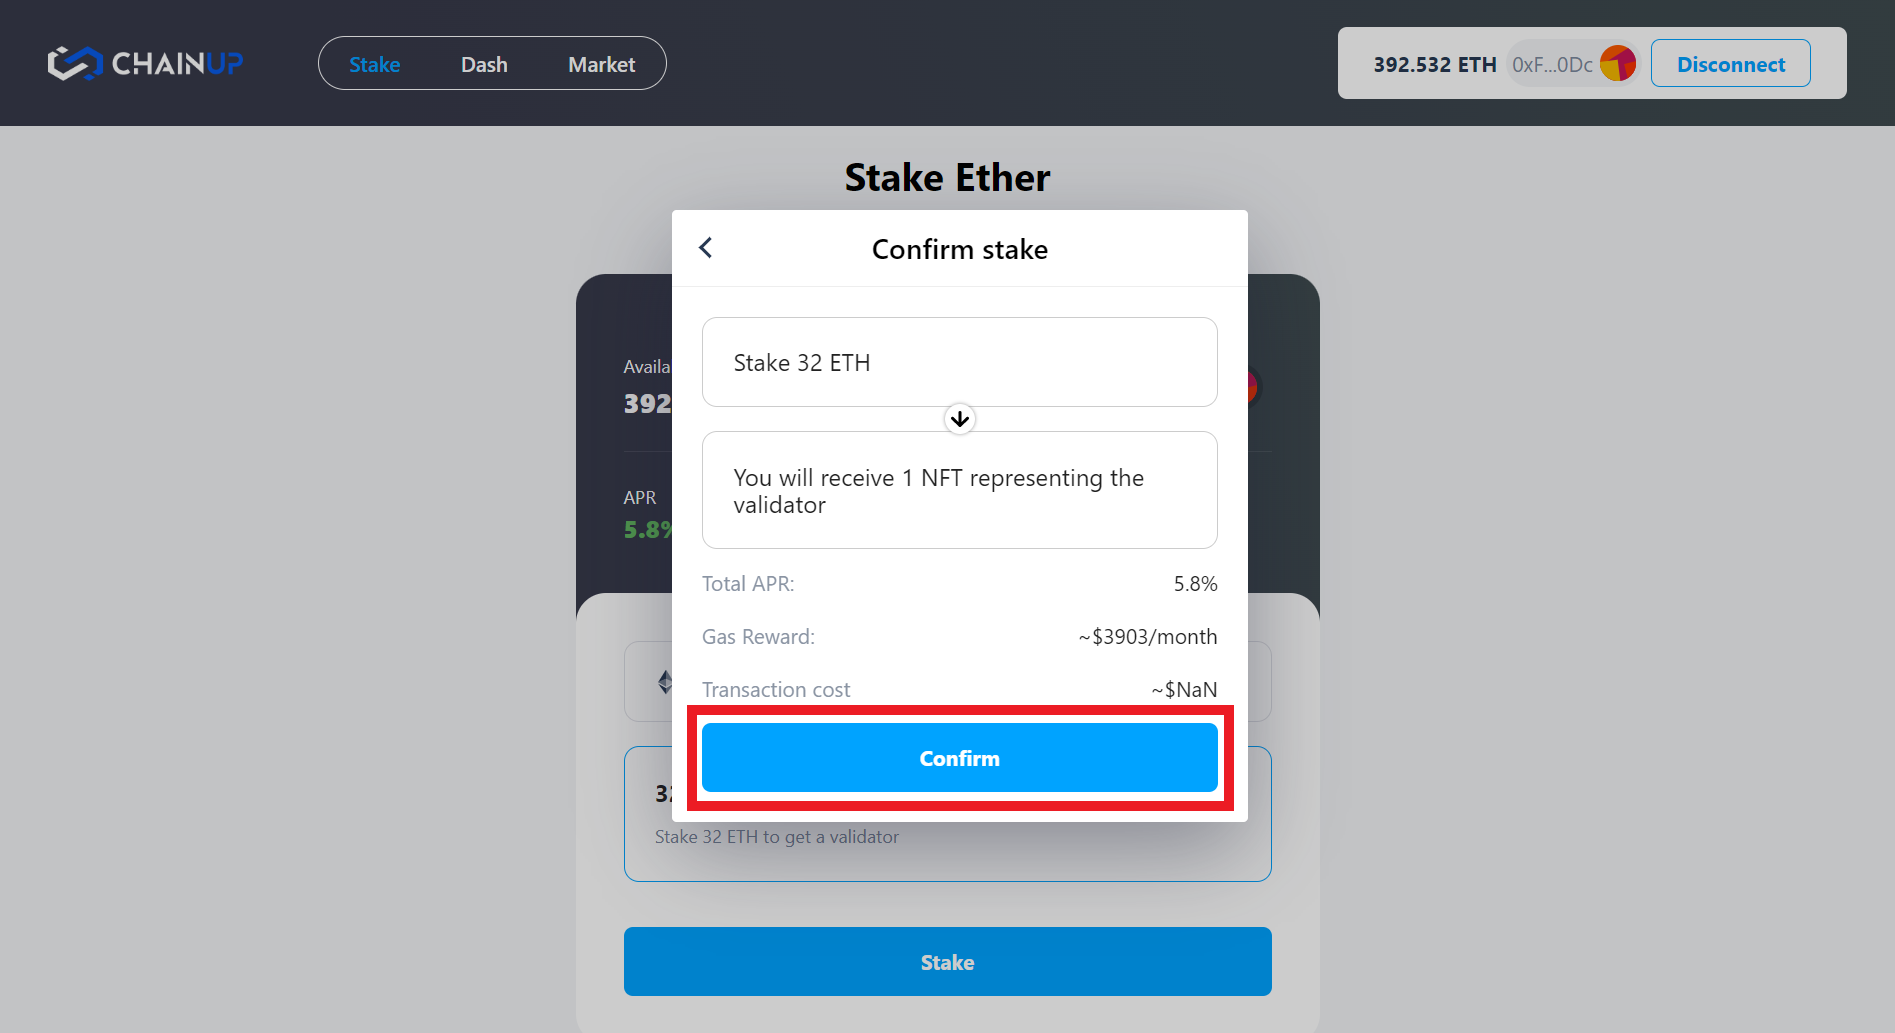 CHAINUP
Stake
Dash
Market
392.532 ETH
0xF...0Dc
Disconnect
Stake Ether
Confirm stake
Stake 32 ETH
You will receive 1 NFT representing the
validator
Availa
392
APR
5.8%
Total APR:
5.8%
Gas Reward:
~$3903/month
Transaction cost
~$NaN
Confirm
32
Stake 32 ETH to get a validator
Stake